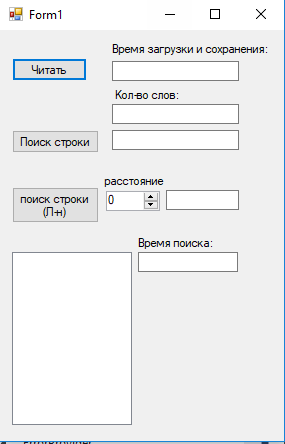 Form1
Время загрузки и сохранения:
Читать
Кол-во слов:
Поиск строки
расстояние
поиск строки
(Л-н)
0
Время поиска: